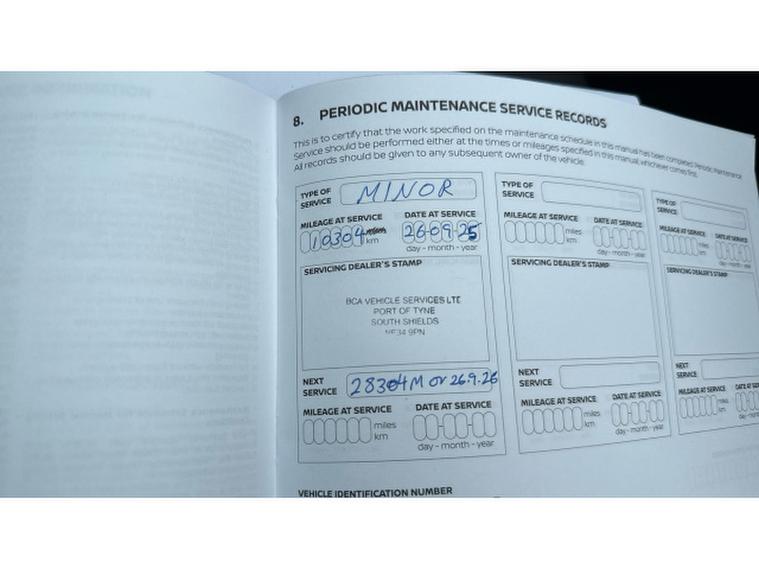 8. PERIODIC MAINTENANCE SERVICE RECORDS
This is to certify that the work specified on the maintenance schedule in this manual has been completed. Periodic Maintenance
Service should be performed either at the times or mileages specified in this manual, whichever comes first.
All records should be given to any subsequent owner of the vehicle.
TYPE OF SERVICE MINOR
MILEAGE AT SERVICE DATE AT SERVICE
10304 km 26-09-25
day - month - year
SERVICING DEALER'S STAMP
BCA VEHICLE SERVICES LTE
PORT OF TYNE
SOUTH SHIELDS
NE34 9PN
NEXT SERVICE 28304 M or 26.9.26
MILEAGE AT SERVICE DATE AT SERVICE
miles
km
day - month - year
TYPE OF SERVICE
MILEAGE AT SERVICE DATE AT SERVICE
miles
km
day - month - year
SERVICING DEALER'S STAMP
NEXT SERVICE
MILEAGE AT SERVICE DATE AT SERVICE
miles
km
day - month - year
TYPE OF SERVICE
MILEAGE AT SERVICE DATE AT SERVICE
miles
km
day - month - year
SERVICING DEALER'S STAMP
NEXT SERVICE
MILEAGE AT SERVICE
miles
km
VEHICLE IDENTIFICATION NUMBER